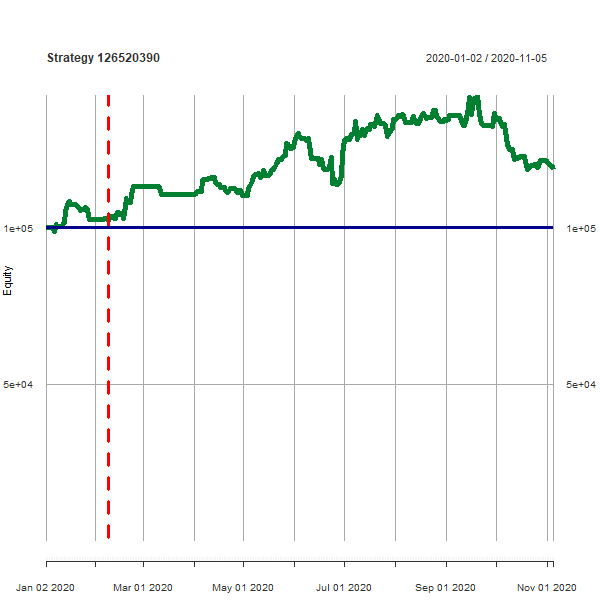 Strategy 126520390
2020-01-02 / 2020-11-05
1e+05
1e+05
Equity
5e+04
5e+04
Jan 02 2020
Mar 01 2020
May 01 2020
Jul 01 2020
Sep 01 2020
Nov 01 2020